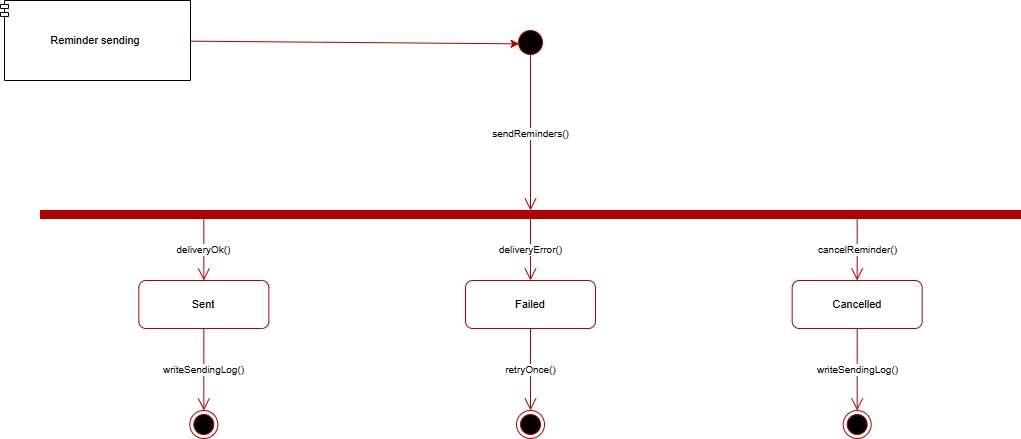 Reminder sending
sendReminders()
deliveryOk()
deliveryError()
cancelReminder()
Sent
Failed
Cancelled
writeSendingLog()
retryOnce()
writeSendingLog()